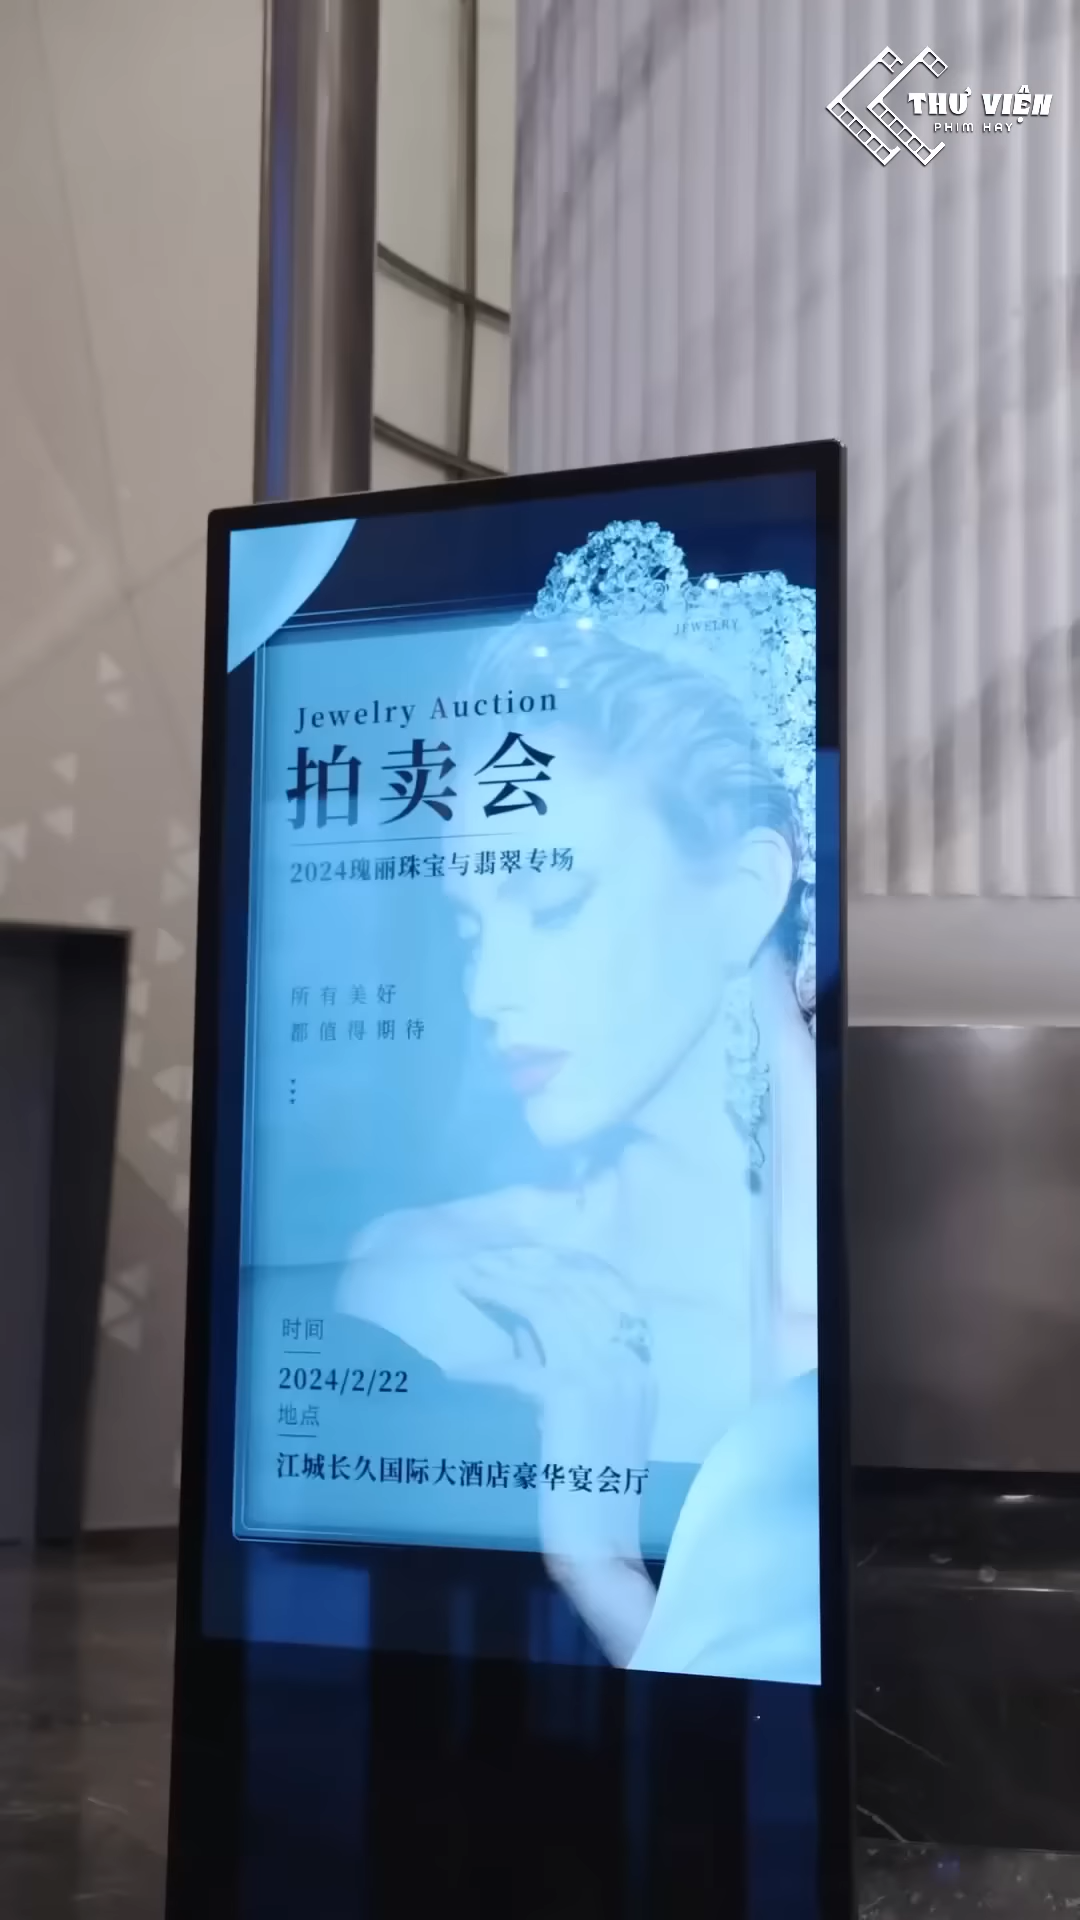 THƯ VIỆN
PHIM HAY
JEWELRY
Jewelry Auction
拍卖会
2024瑰丽珠宝与翡翠专场
所有美好
都值得期待
时间
2024/2/22
地点
江城长久国际大酒店豪华宴会厅